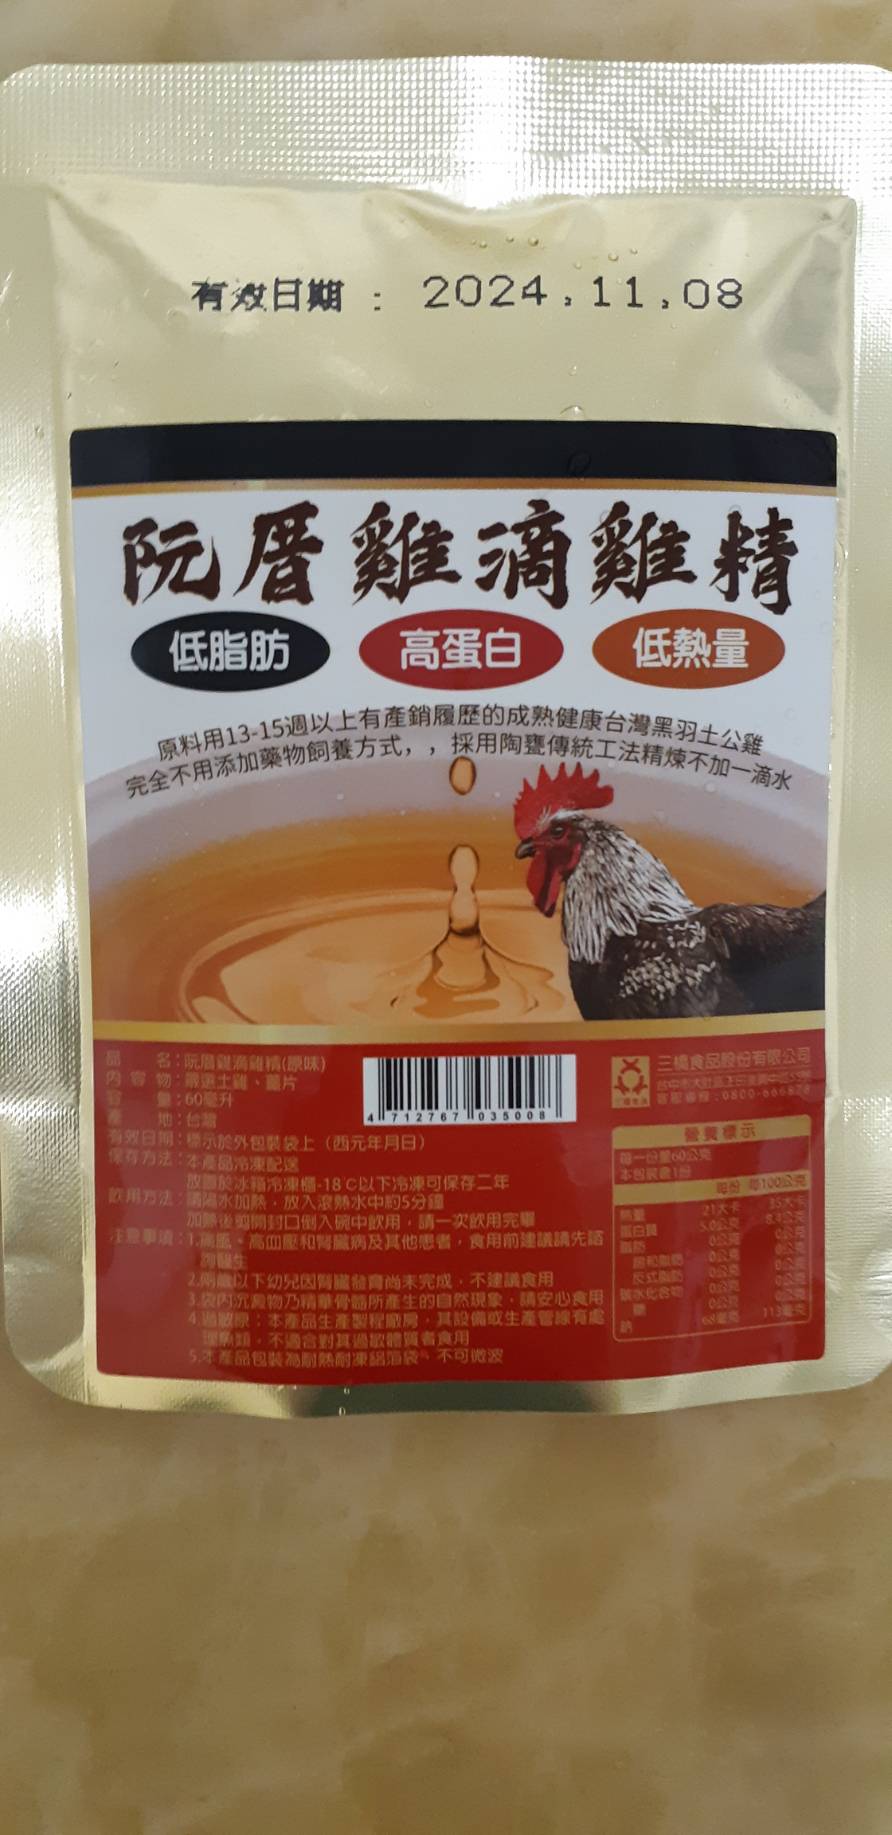 有效日期 : 2024.11.08
阮厝雞滴雞精
低脂肪 高蛋白 低熱量
原料用13-15週以上有產銷履歷的成熟健康台灣黑羽土公雞
完全不用添加藥物飼養方式，，採用陶甕傳統工法精煉不加一滴水
品 名：阮厝雞滴雞精(原味)
內 容 物：嚴選土雞、薑片
容 量：60毫升
產 地：台灣
有效日期：標示於外包裝袋上（西元年月日）
保存方法：本產品冷凍配送
放置於冰箱冷凍櫃-18℃以下冷凍可保存二年
飲用方法：請隔水加熱，放入滾熱水中約5分鐘
加熱後剪開封口倒入碗中飲用，請一次飲用完畢
注意事項：1.痛風、高血壓和腎臟病及其他患者，食用前建議請先諮
詢醫生
2.兩歲以下幼兒因腎臟發育尚未完成，不建議食用
3.袋內沉澱物乃精華骨髓所產生的自然現象，請安心食用
4.過敏原：本產品生產製程廠房，其設備或生產管線有處
理魚類，不適合對其過敏體質者食用
5.本產品包裝為耐熱耐凍鋁箔袋，不可微波
4 712767 035008
三橋食品股份有限公司
客服專線：0800-666878
營養標示
每一份量60公克
本包裝含1份
每份 每100公克
熱量 21大卡 35大卡
蛋白質 5.0公克 8.4公克
脂肪 0公克 0公克
飽和脂肪 0公克 0公克
反式脂肪 0公克 0公克
碳水化合物 0公克 0公克
糖 0公克 0公克
鈉 68毫克 113毫克